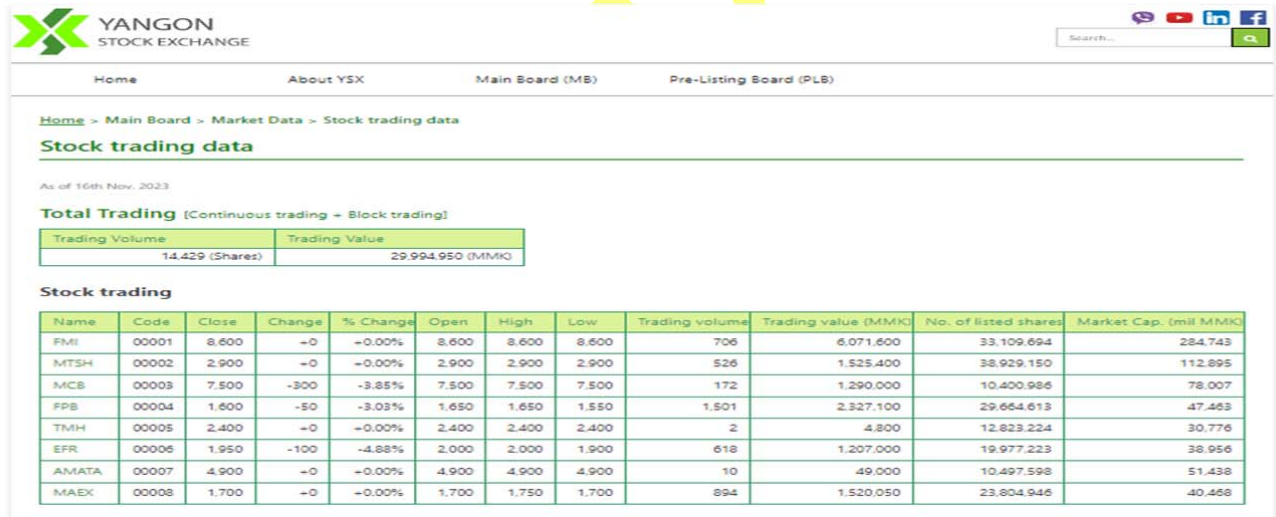 YANGON
STOCK EXCHANGE
Search...
Home About YSX Main Board (MB) Pre-Listing Board (PLB)
Home > Main Board > Market Data > Stock trading data
Stock trading data
As of 16th Nov. 2023
Total Trading [Continuous trading + Block trading]
Trading Volume Trading Value
14,429 (Shares) 29,994,950 (MMK)
Stock trading
Name Code Close Change % Change Open High Low Trading volume Trading value (MMK) No. of listed shares Market Cap. (mil MMK)
FMI 00001 8,600 +0 +0.00% 8,600 8,600 8,600 706 6,071,600 33,109,694 284,743
MTSH 00002 2,900 +0 +0.00% 2,900 2,900 2,900 526 1,525,400 38,929,150 112,895
MCB 00003 7,500 -300 -3.85% 7,500 7,500 7,500 172 1,290,000 10,400,986 78,007
FPB 00004 1,600 -50 -3.03% 1,650 1,650 1,550 1,501 2,327,100 29,664,613 47,463
TMH 00005 2,400 +0 +0.00% 2,400 2,400 2,400 2 4,800 12,823,224 30,776
EFR 00006 1,950 -100 -4.88% 2,000 2,000 1,900 618 1,207,000 19,977,223 38,956
AMATA 00007 4,900 +0 +0.00% 4,900 4,900 4,900 10 49,000 10,497,598 51,438
MAEX 00008 1,700 +0 +0.00% 1,700 1,750 1,700 894 1,520,050 23,804,946 40,468